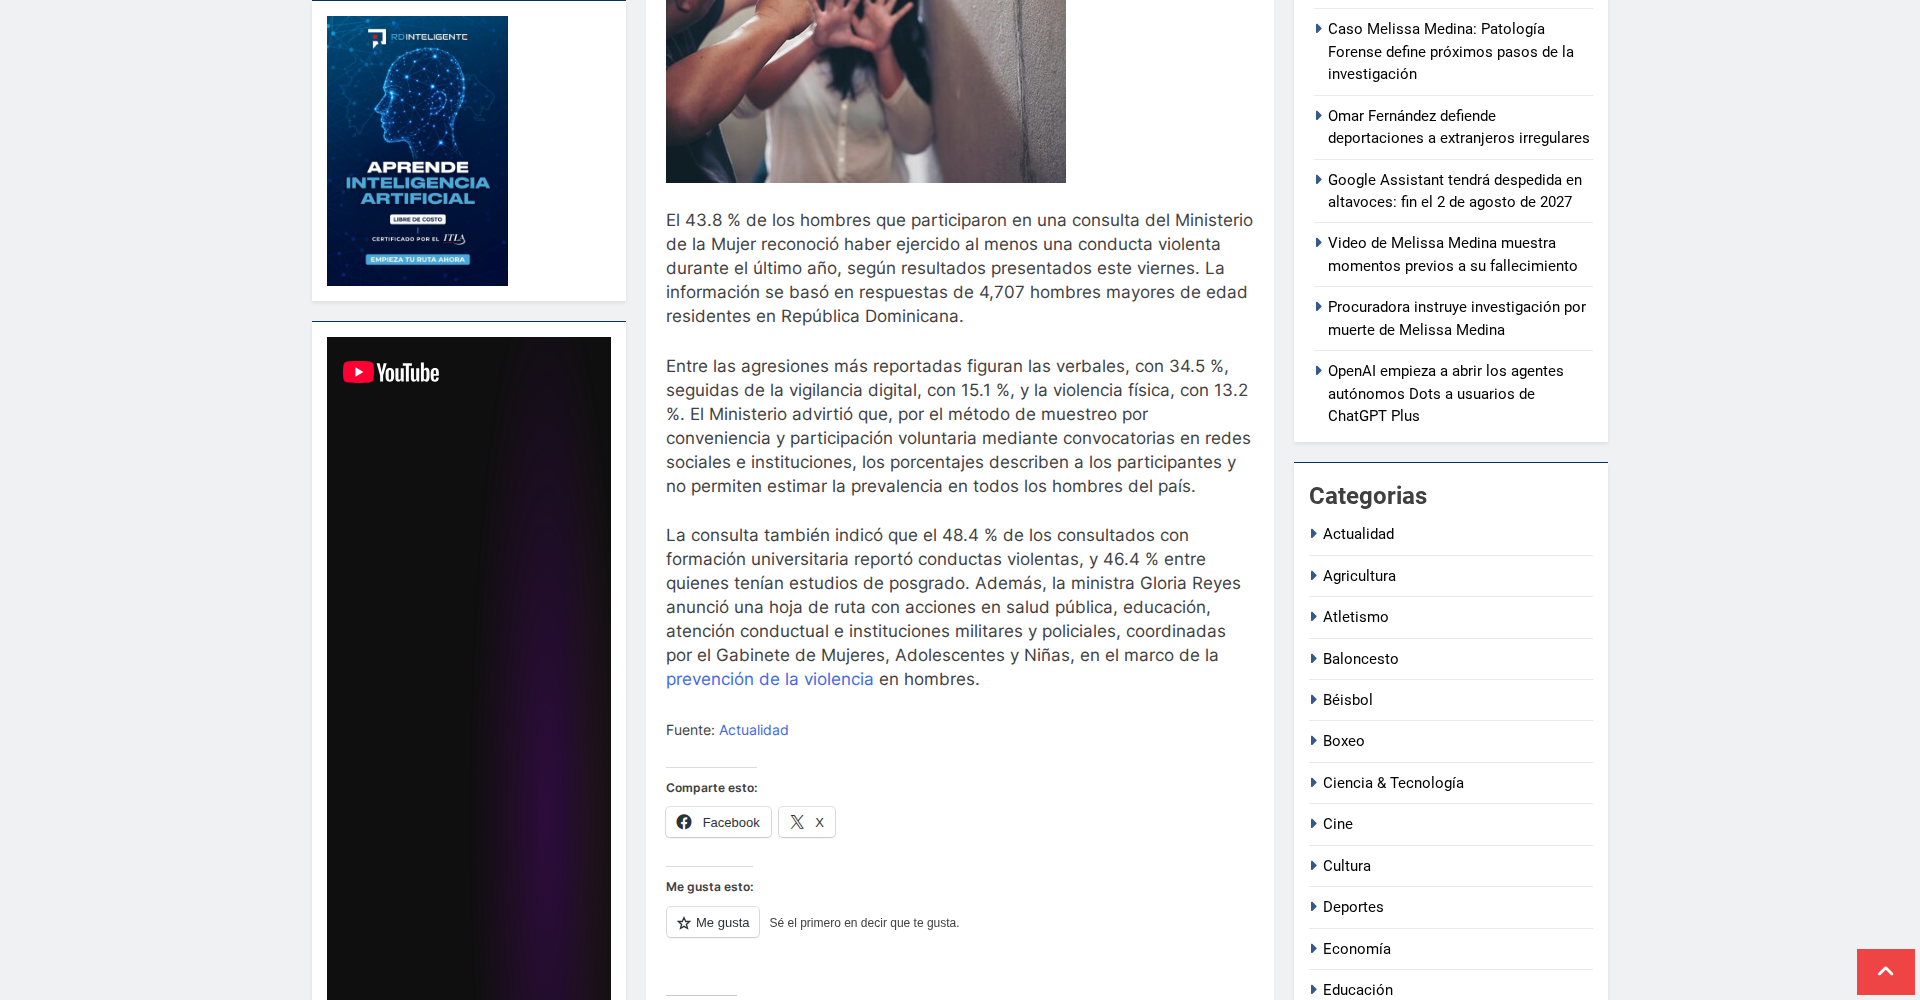 RD INTELIGENTE
APRENDE
INTELIGENCIA
ARTIFICIAL
LIBRE DE COSTO
CERTIFICADO POR EL ITLA
EMPIEZA TU RUTA AHORA
YouTube
El 43.8 % de los hombres que participaron en una consulta del Ministerio
de la Mujer reconoció haber ejercido al menos una conducta violenta
durante el último año, según resultados presentados este viernes. La
información se basó en respuestas de 4,707 hombres mayores de edad
residentes en República Dominicana.
Entre las agresiones más reportadas figuran las verbales, con 34.5 %,
seguidas de la vigilancia digital, con 15.1 %, y la violencia física, con 13.2
%. El Ministerio advirtió que, por el método de muestreo por
conveniencia y participación voluntaria mediante convocatorias en redes
sociales e instituciones, los porcentajes describen a los participantes y
no permiten estimar la prevalencia en todos los hombres del país.
La consulta también indicó que el 48.4 % de los consultados con
formación universitaria reportó conductas violentas, y 46.4 % entre
quienes tenían estudios de posgrado. Además, la ministra Gloria Reyes
anunció una hoja de ruta con acciones en salud pública, educación,
atención conductual e instituciones militares y policiales, coordinadas
por el Gabinete de Mujeres, Adolescentes y Niñas, en el marco de la
prevención de la violencia en hombres.
Fuente: Actualidad
Comparte esto:
Facebook
X
Me gusta esto:
Me gusta
Sé el primero en decir que te gusta.
Caso Melissa Medina: Patología
Forense define próximos pasos de la
investigación
Omar Fernández defiende
deportaciones a extranjeros irregulares
Google Assistant tendrá despedida en
altavoces: fin el 2 de agosto de 2027
Video de Melissa Medina muestra
momentos previos a su fallecimiento
Procuradora instruye investigación por
muerte de Melissa Medina
OpenAI empieza a abrir los agentes
autónomos Dots a usuarios de
ChatGPT Plus
Categorias
Actualidad
Agricultura
Atletismo
Baloncesto
Béisbol
Boxeo
Ciencia & Tecnología
Cine
Cultura
Deportes
Economía
Educación